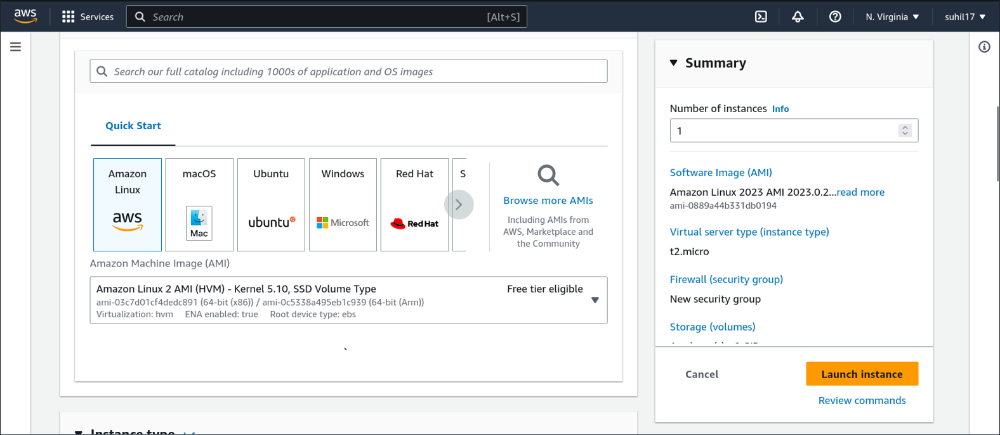 aws
Services
Search
[Alt+S]
N. Virginia
suhil17
Search our full catalog including 1000s of application and OS images
Quick Start
Amazon
Linux
aws
macOS
Mac
Ubuntu
ubuntu
Windows
Microsoft
Red Hat
Red Hat
S
Browse more AMIs
Including AMIs from
AWS, Marketplace and
the Community
Amazon Machine Image (AMI)
Amazon Linux 2 AMI (HVM) - Kernel 5.10, SSD Volume Type
Free tier eligible
ami-03c7d01cf4dedc891 (64-bit (x86)) / ami-0c5338a495eb1c939 (64-bit (Arm))
Virtualization: hvm ENA enabled: true Root device type: ebs
Instance type
Summary
Number of instances Info
1
Software Image (AMI)
Amazon Linux 2023 AMI 2023.0.2...read more
ami-0889a44b331db0194
Virtual server type (instance type)
t2.micro
Firewall (security group)
New security group
Storage (volumes)
Cancel
Launch instance
Review commands